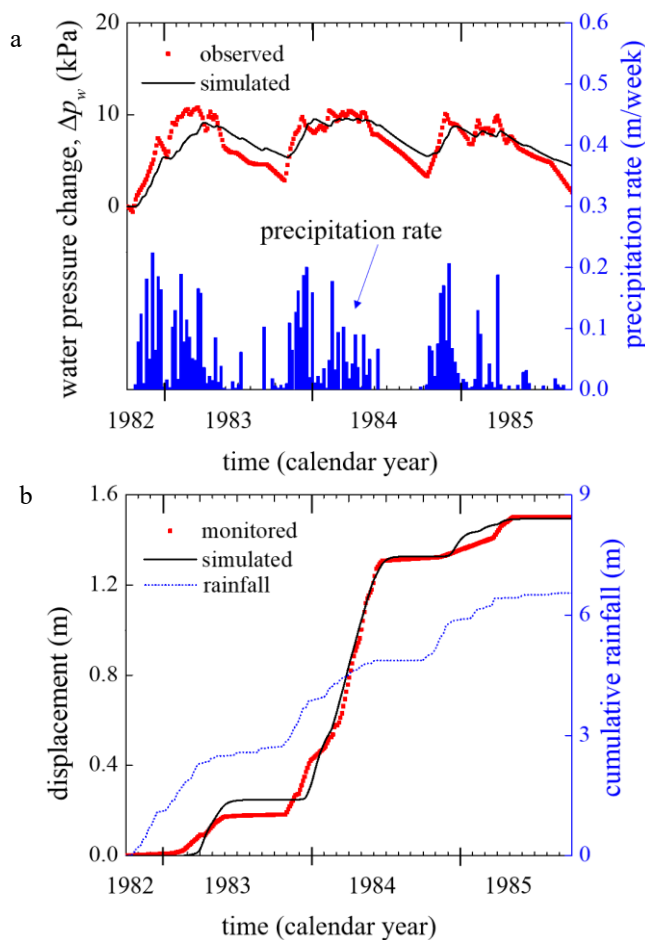 a
water pressure change, Δp_w (kPa)
20
10
0
observed
simulated
precipitation rate
0.6
0.5
0.4
0.3
0.2
0.1
0.0
precipitation rate (m/week)
1982 1983 1984 1985
time (calendar year)
b
displacement (m)
1.6
1.2
0.8
0.4
0.0
monitored
simulated
rainfall
9
6
3
0
cumulative rainfall (m)
1982 1983 1984 1985
time (calendar year)